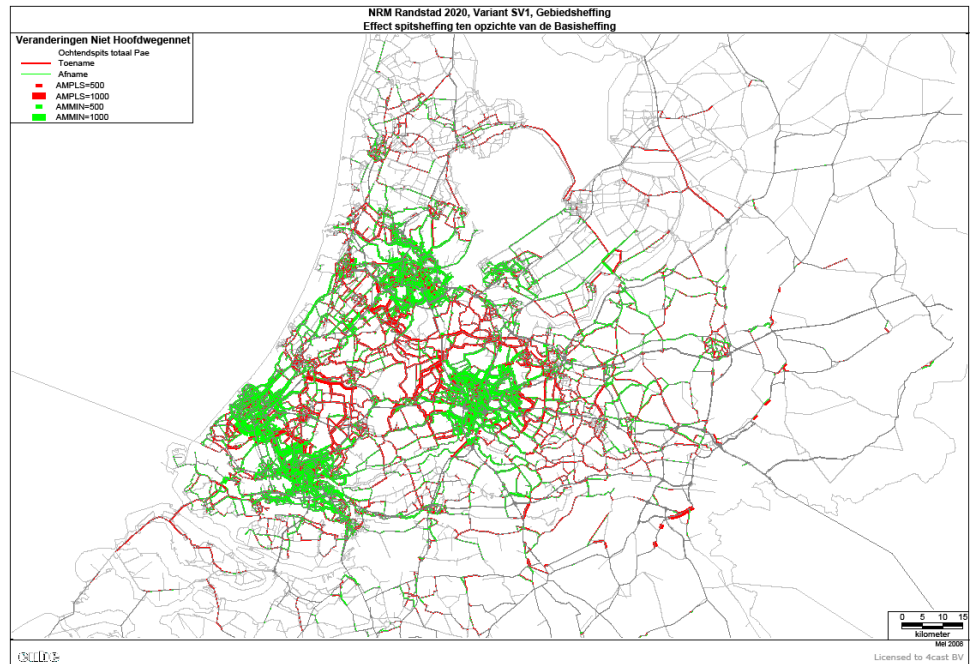 NRM Randstad 2020, Variant SV1, Gebiedsheffing
Effect spitsheffing ten opzichte van de Basisheffing
Veranderingen Niet Hoofdwegennet
Ochtendspits totaal Pae
Toename
Afname
AMPLS=500
AMPLS=1000
AMMIN=500
AMMIN=1000
0 5 10 15
kilometer
Mei 2008
cube
Licensed to 4cast BV